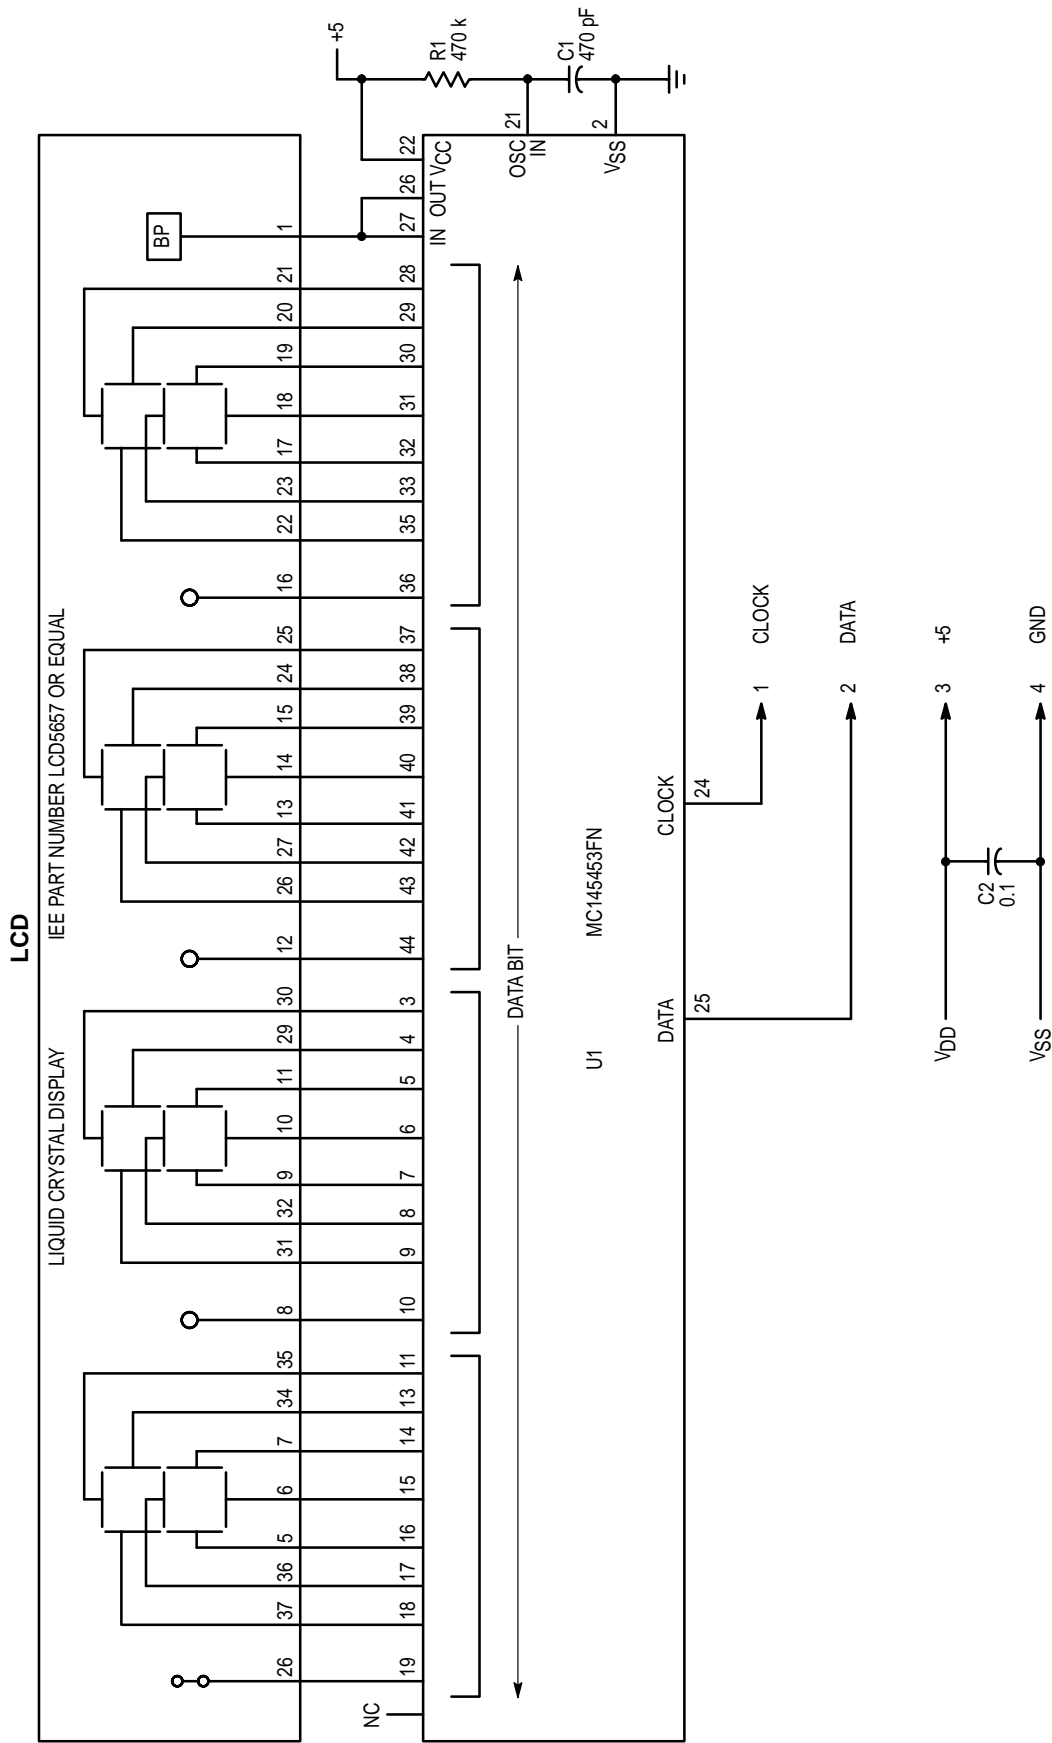 LCD
LIQUID CRYSTAL DISPLAY
IEE PART NUMBER LCD5657 OR EQUAL
BP
26 37 36 5 6 7 34 35 8 31 32 9 10 11 29 30 12 26 27 13 14 15 24 25 16 22 23 17 18 19 20 21 1
+5
NC
19 18 17 16 15 14 13 11 10 9 8 7 6 5 4 3 44 43 42 41 40 39 38 37 36 35 33 32 31 30 29 28 27 26 22
IN OUT VCC
R1
470 k
DATA BIT
21
OSC
IN
C1
470 pF
2
VSS
U1
MC145453FN
DATA
CLOCK
25
24
1 CLOCK
2 DATA
VDD
3 +5
C2
0.1
VSS
4 GND